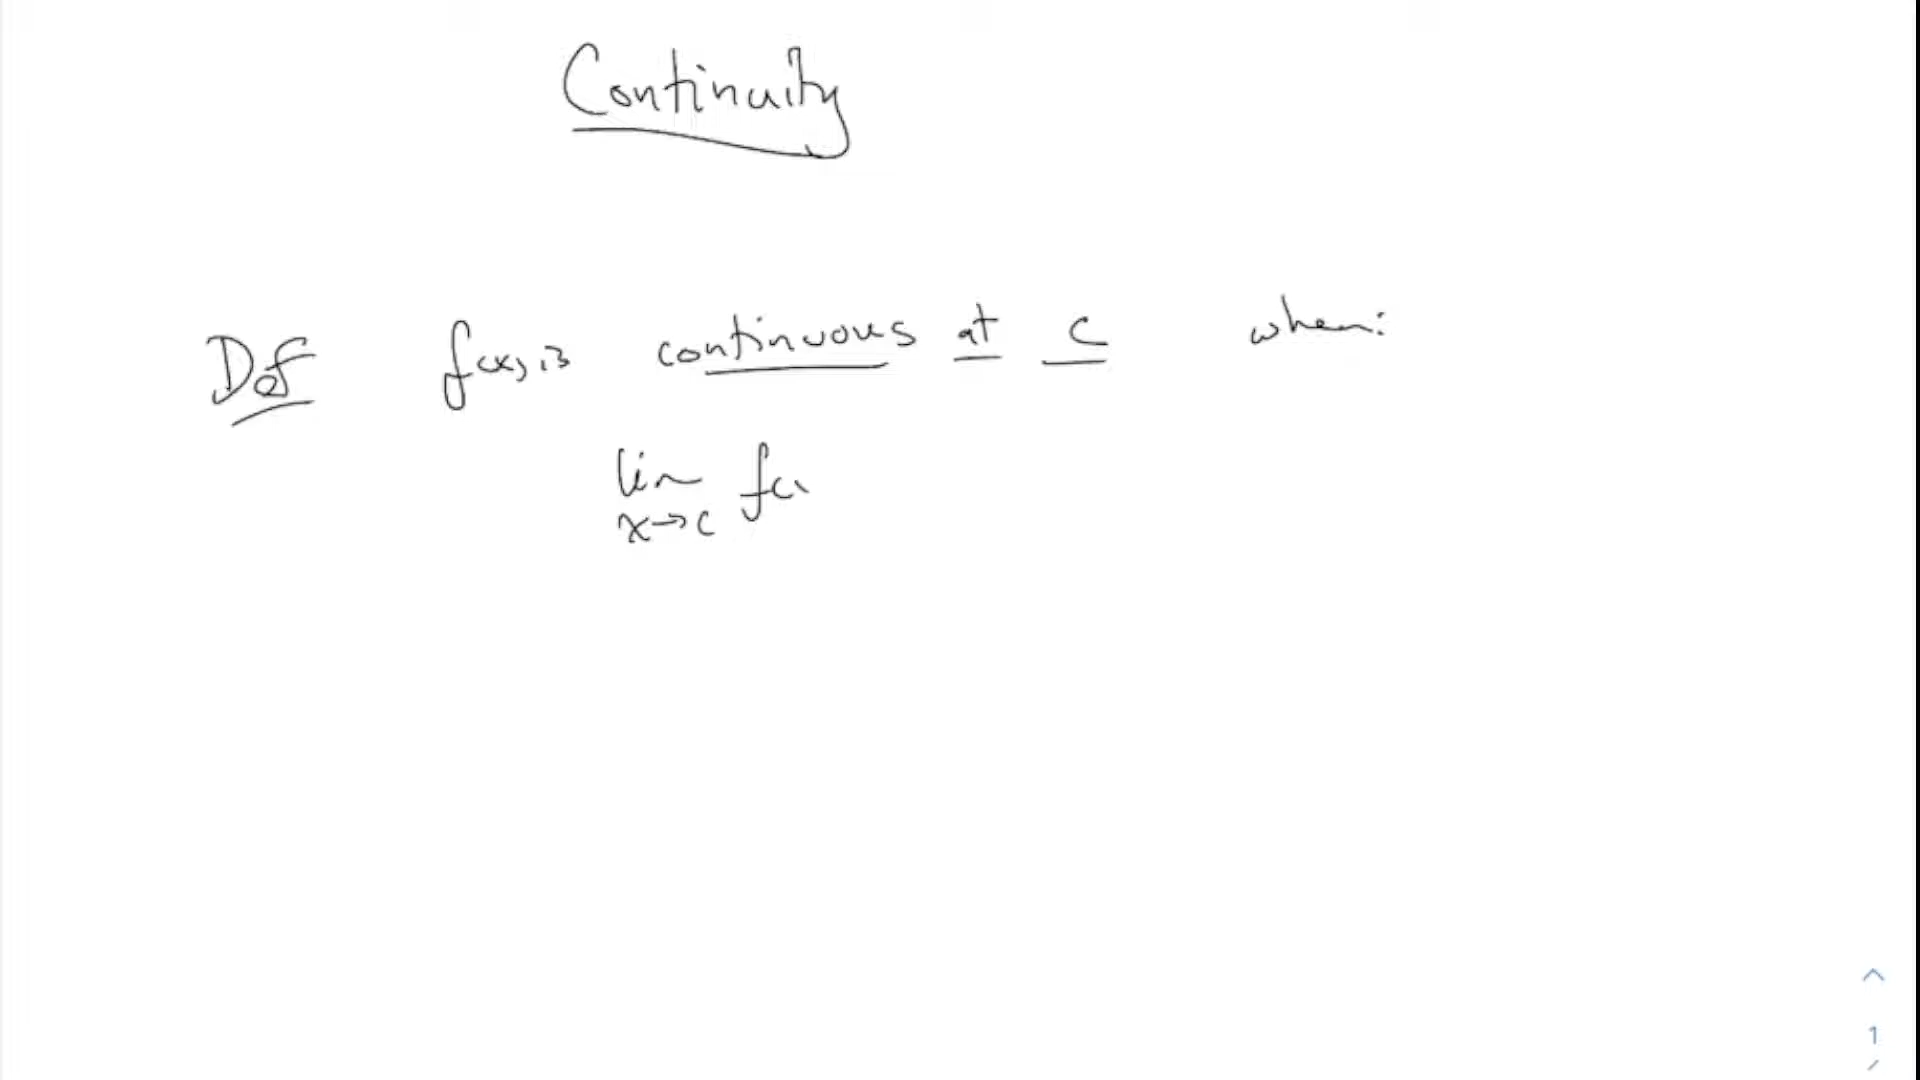 Continuity
Def f(x) is continuous at c when:
lim f(x
x→c
1